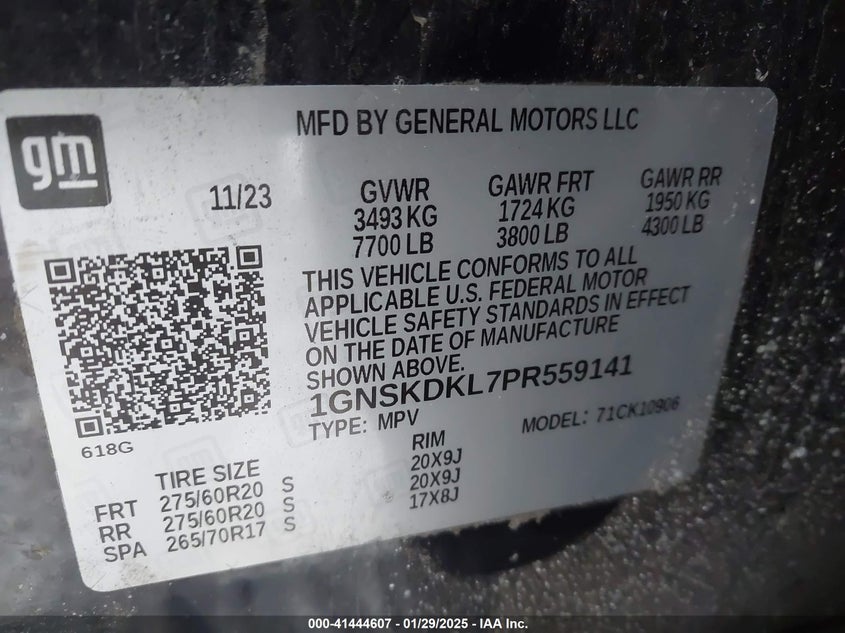 gm
MFD BY GENERAL MOTORS LLC
11/23
GVWR
3493 KG
7700 LB
GAWR FRT
1724 KG
3800 LB
GAWR RR
1950 KG
4300 LB
THIS VEHICLE CONFORMS TO ALL
APPLICABLE U.S. FEDERAL MOTOR
VEHICLE SAFETY STANDARDS IN EFFECT
ON THE DATE OF MANUFACTURE
SHOWN ABOVE.
1GNSKDKL7PR559141
TYPE: MPV
MODEL: 71CK10906
618G
TIRE SIZE
RIM
FRT 275/60R20 S 20X9J
RR 275/60R20 S 20X9J
SPA 265/70R17 S 17X8J
000-41444607 - 01/29/2025 - IAA Inc.